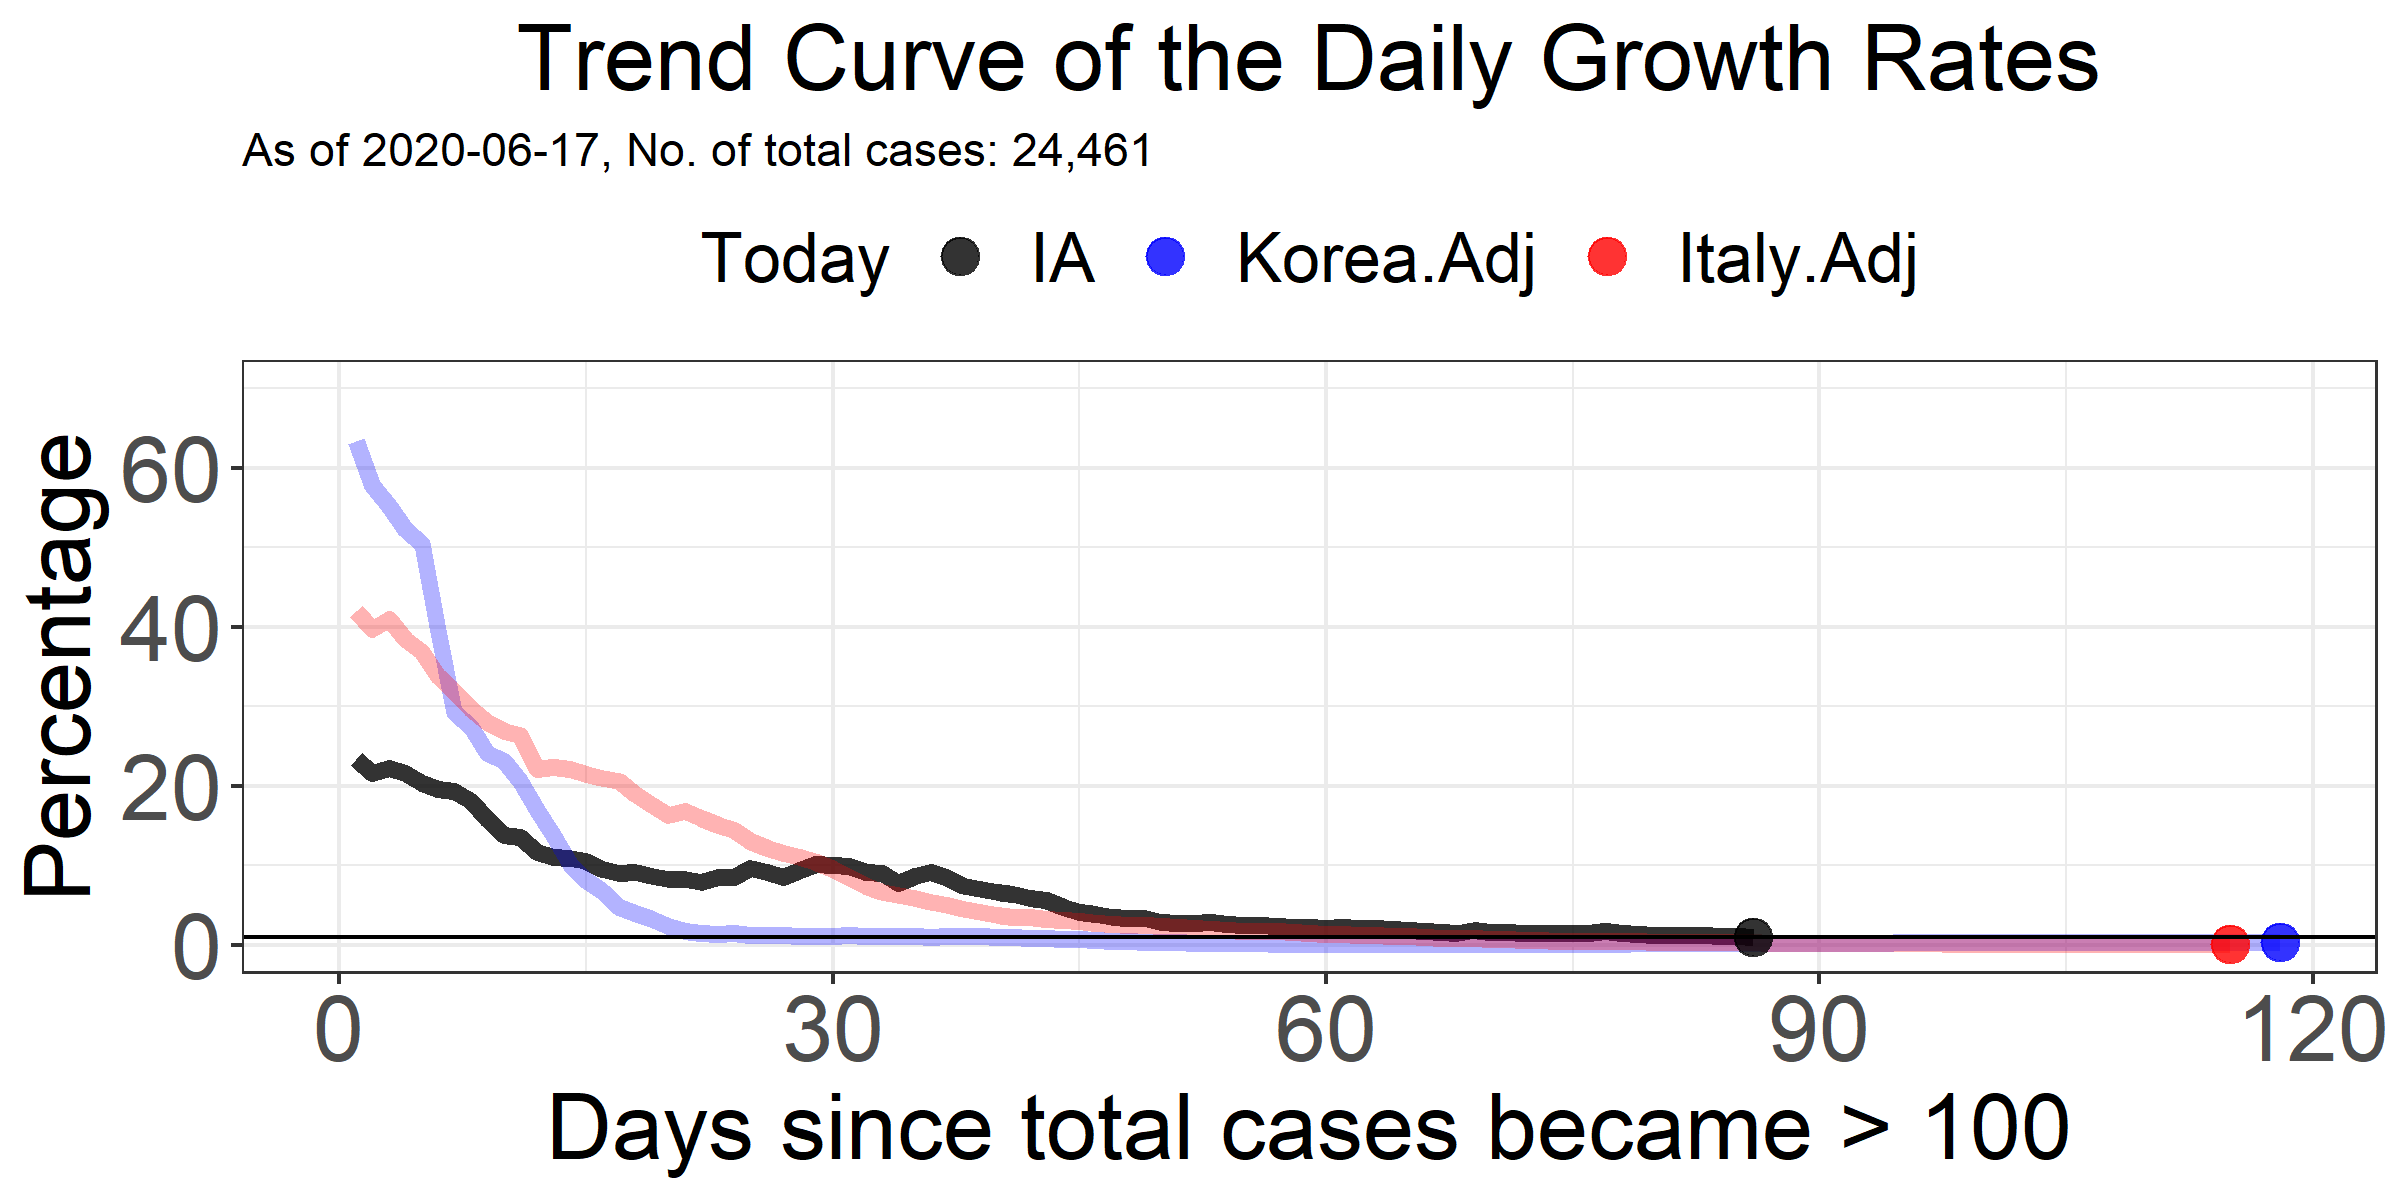 Trend Curve of the Daily Growth Rates
As of 2020-06-17, No. of total cases: 24,461
Today IA Korea.Adj Italy.Adj
Percentage
60
40
20
0
0 30 60 90 120
Days since total cases became > 100